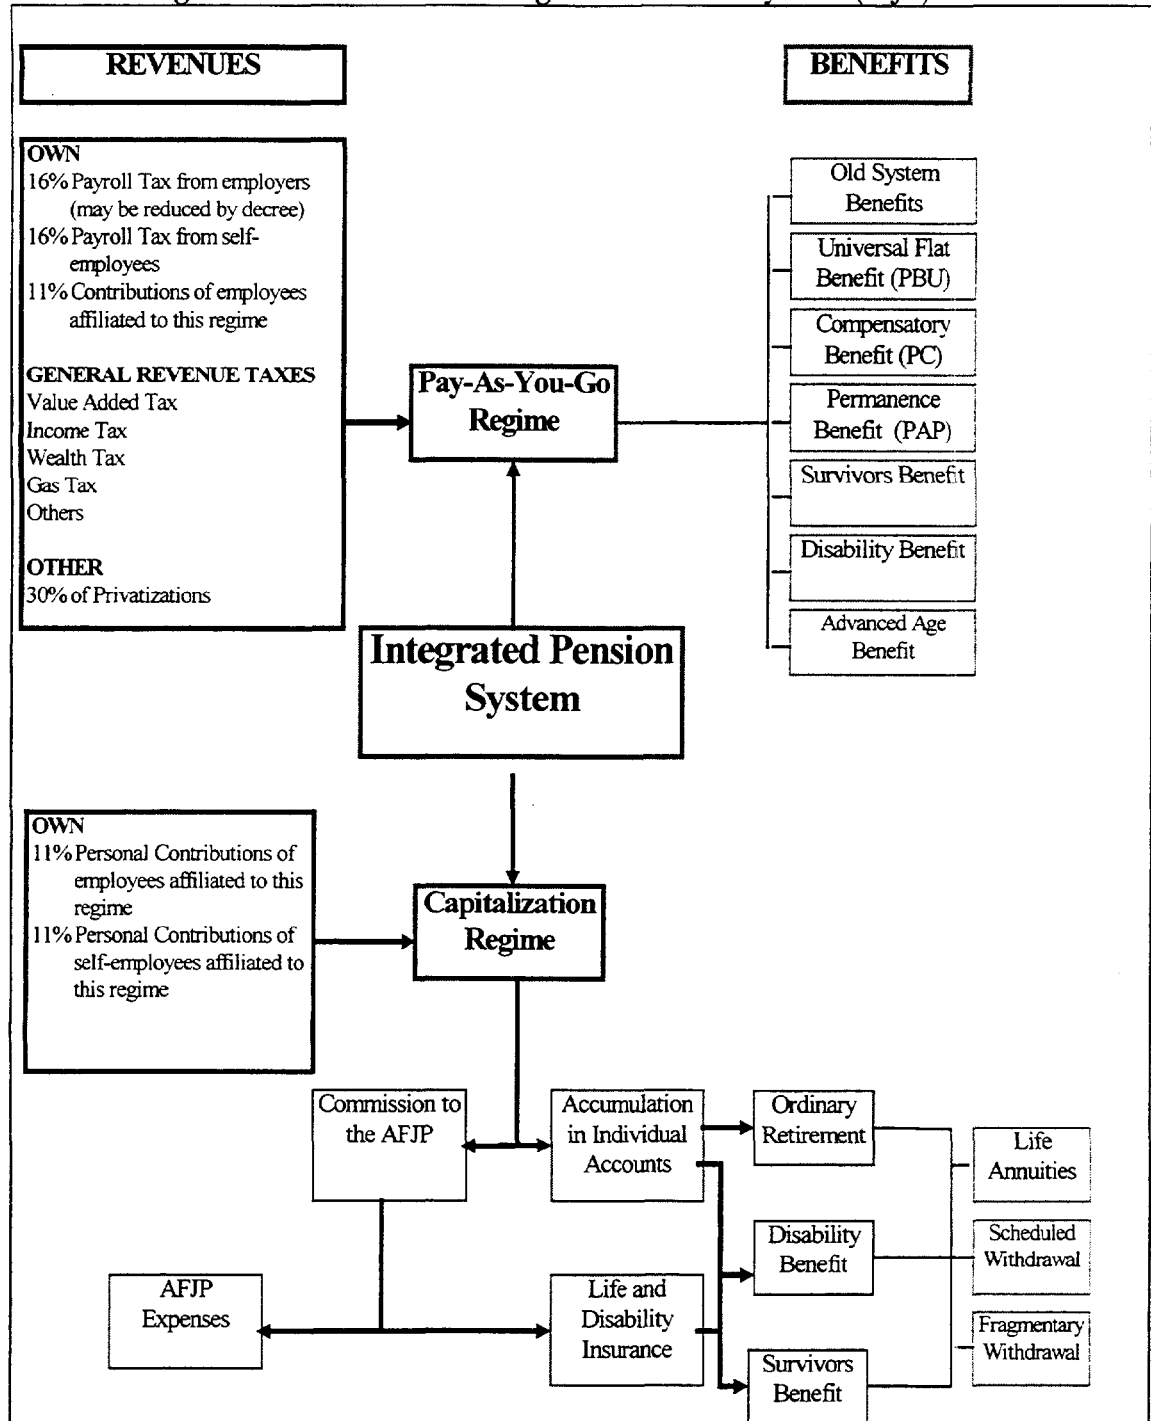 REVENUES
BENEFITS
OWN
16% Payroll Tax from employers
(may be reduced by decree)
16% Payroll Tax from self-
employees
11% Contributions of employees
affiliated to this regime
GENERAL REVENUE TAXES
Value Added Tax
Income Tax
Wealth Tax
Gas Tax
Others
OTHER
30% of Privatizations
Pay-As-You-Go
Regime
Old System
Benefits
Universal Flat
Benefit (PBU)
Compensatory
Benefit (PC)
Permanence
Benefit (PAP)
Survivors Benefit
Disability Benefit
Advanced Age
Benefit
Integrated Pension
System
OWN
11% Personal Contributions of
employees affiliated to this
regime
11% Personal Contributions of
self-employees affiliated to
this regime
Capitalization
Regime
Commission to
the AFJP
Accumulation
in Individual
Accounts
Ordinary
Retirement
Life
Annuities
Disability
Benefit
Scheduled
Withdrawal
AFJP
Expenses
Life and
Disability
Insurance
Fragmentary
Withdrawal
Survivors
Benefit